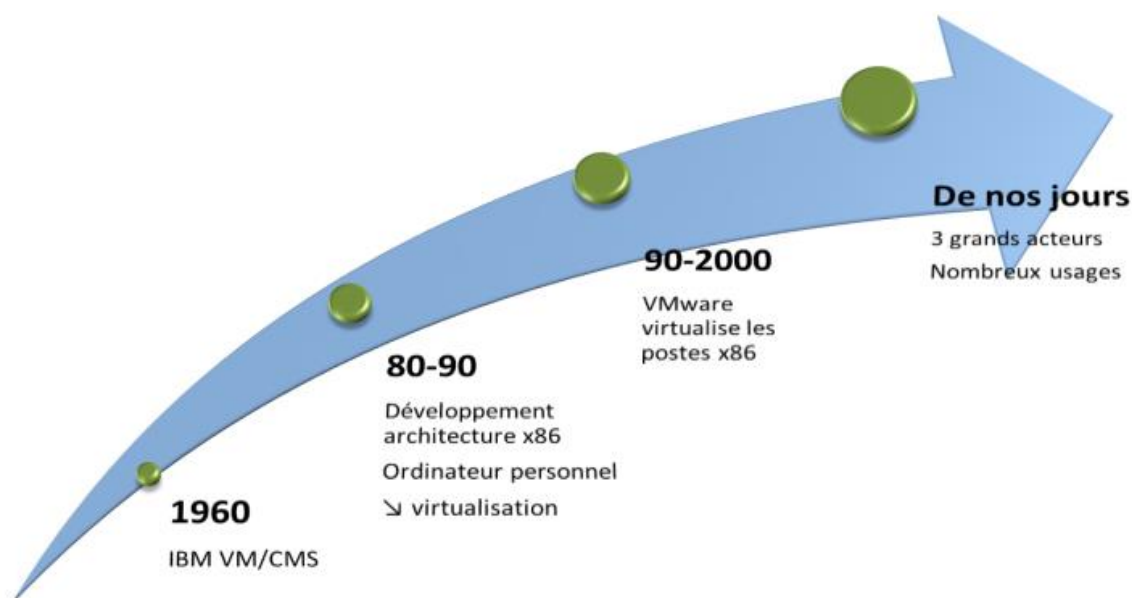 1960
IBM VM/CMS
80-90
Développement
architecture x86
Ordinateur personnel
↘ virtualisation
90-2000
VMware
virtualise les
postes x86
De nos jours
3 grands acteurs
Nombreux usages